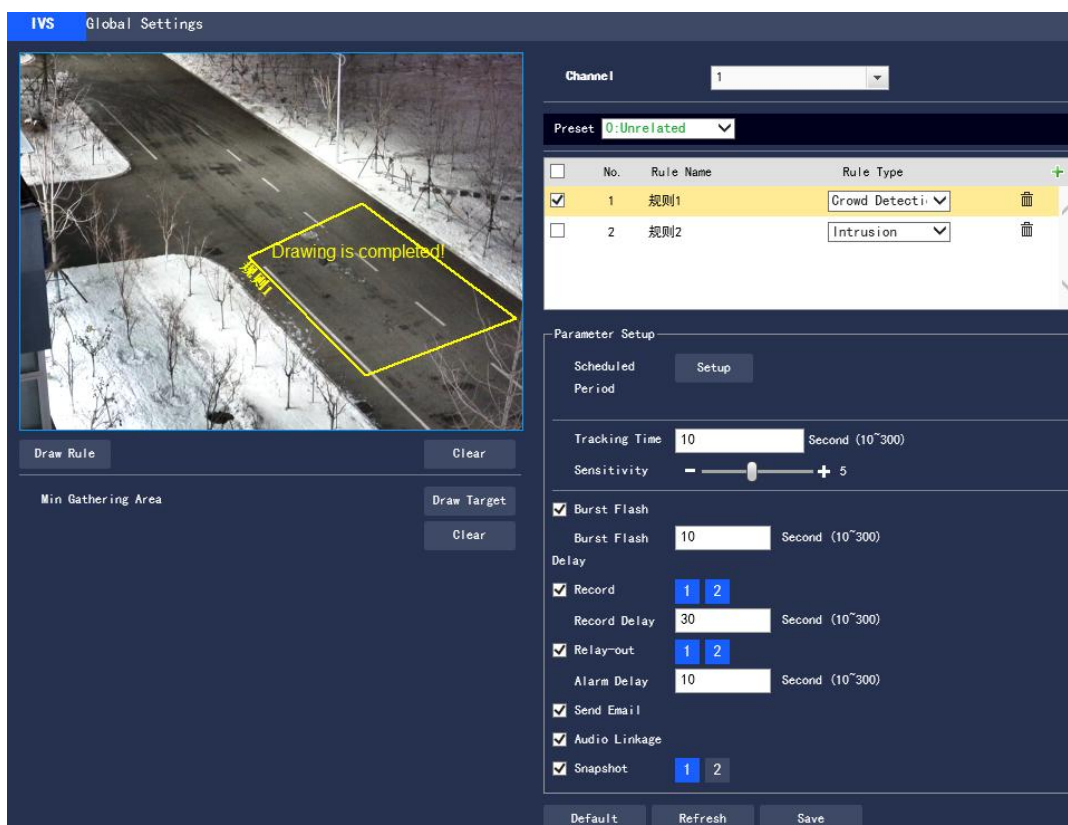 IVS Global Settings
Channel 1
Preset 0:Unrelated
No. Rule Name Rule Type +
1 规则1 Crowd Detecti
2 规则2 Intrusion
Drawing is completed!
规则1
Draw Rule Clear
Min Gathering Area Draw Target
Clear
Parameter Setup
Scheduled Setup
Period
Tracking Time 10 Second (10~300)
Sensitivity - + 5
Burst Flash
Burst Flash 10 Second (10~300)
Delay
Record 1 2
Record Delay 30 Second (10~300)
Relay-out 1 2
Alarm Delay 10 Second (10~300)
Send Email
Audio Linkage
Snapshot 1 2
Default Refresh Save